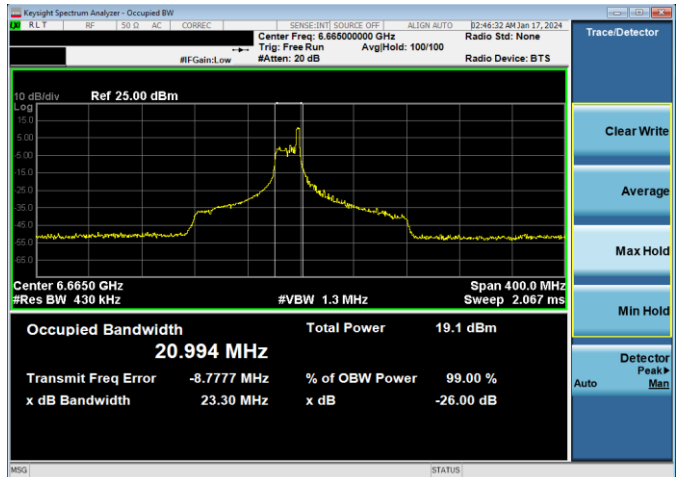 Keysight Spectrum Analyzer - Occupied BW
RLT RF 50 Ω AC CORREC SENSE:INT SOURCE OFF ALIGN AUTO 02:46:32 AM Jan 17, 2024
Center Freq: 6.665000000 GHz Radio Std: None
Trig: Free Run Avg|Hold: 100/100
#IFGain:Low #Atten: 20 dB Radio Device: BTS
Trace/Detector
10 dB/div Ref 25.00 dBm
Log
15.0
5.00
-5.00
-15.0
-25.0
-35.0
-45.0
-55.0
-65.0
Center 6.6650 GHz Span 400.0 MHz
#Res BW 430 kHz #VBW 1.3 MHz Sweep 2.067 ms
Occupied Bandwidth Total Power 19.1 dBm
20.994 MHz
Transmit Freq Error -8.7777 MHz % of OBW Power 99.00 %
x dB Bandwidth 23.30 MHz x dB -26.00 dB
Clear Write
Average
Max Hold
Min Hold
Detector
Peak▶
Auto Man
MSG STATUS